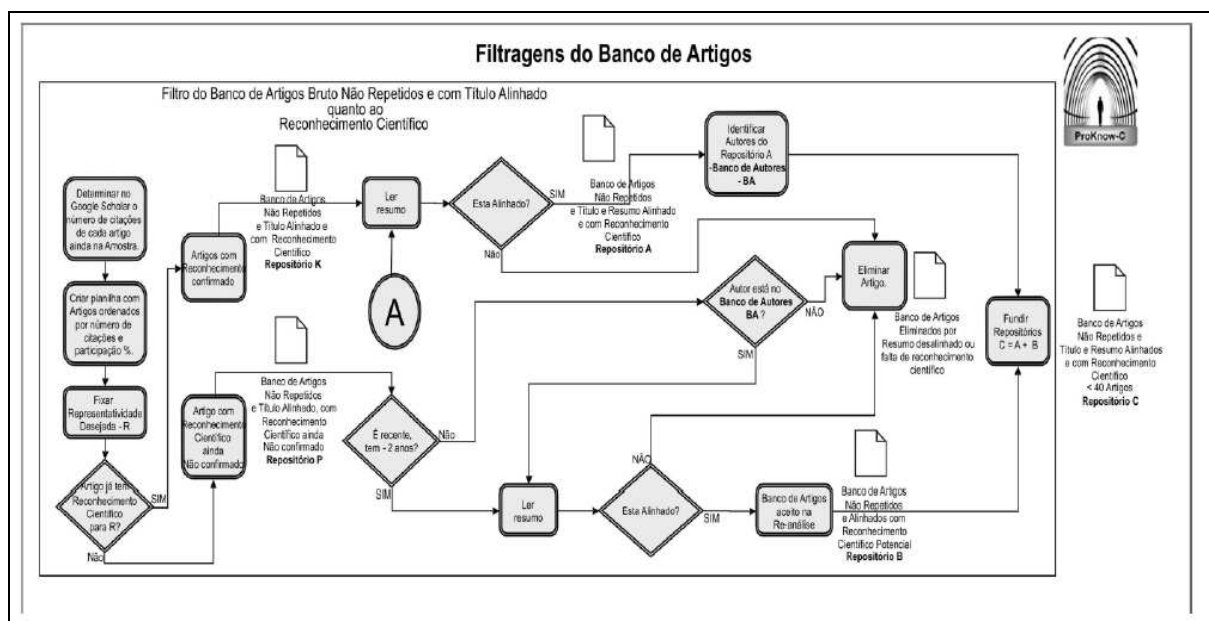 Filtragens do Banco de Artigos
ProKnow-C
Filtro do Banco de Artigos Bruto Não Repetidos e com Título Alinhado
quanto ao
Reconhecimento Científico
Determinar no
Google Scholar o
número de citações
de cade artigo
ainda na Amostra.
Criar planilha com
Artigos ordenados
por número de
citações e
participação %.
Fixar
Representatividade
Desejada - R
Artigo já tem
Reconhecimento
Científico
para R?
SIM
Não
Artigos com
Reconhecimento
confirmado
Banco de Artigos
Não Repetidos
e Título Alinhado e
com Reconhecimento
Científico
Repositório K
Artigo com
Reconhecimento
Científico
ainda
Não confirmado
Banco de Artigos
Não Repetidos
e Título Alinhado, com
Reconhecimento
Científico ainda
Não confirmado
Repositório P
Ler
resumo
A
Esta Alinhado?
SIM
Não
Banco de Artigos
Não Repetidos
e Título e Resumo Alinhado
e com Reconhecimento
Científico
Repositório A
Identificar
Autores do
Repositório A
-Banco de Autores
- BA
É recente,
tem - 2 anos?
Não
SIM
Autor está no
Banco de Autores
BA ?
NÃO
SIM
Eliminar
Artigo.
Banco de Artigos
Eliminados por
Resumo desalinhado ou
falta de reconhecimento
científico
Ler
resumo
Esta Alinhado?
NÃO
SIM
Banco de Artigos
aceito na
Re-análise
Banco de Artigos
Não Repetidos
e Alinhados com
Reconhecimento
Científico Potencial
Repositório B
Fundir
Repositórios
C = A + B
Banco de Artigos
Não Repetidos e
Título e Resumo Alinhados
e com Reconhecimento
Científico
< 40 Artigos
Repositório C